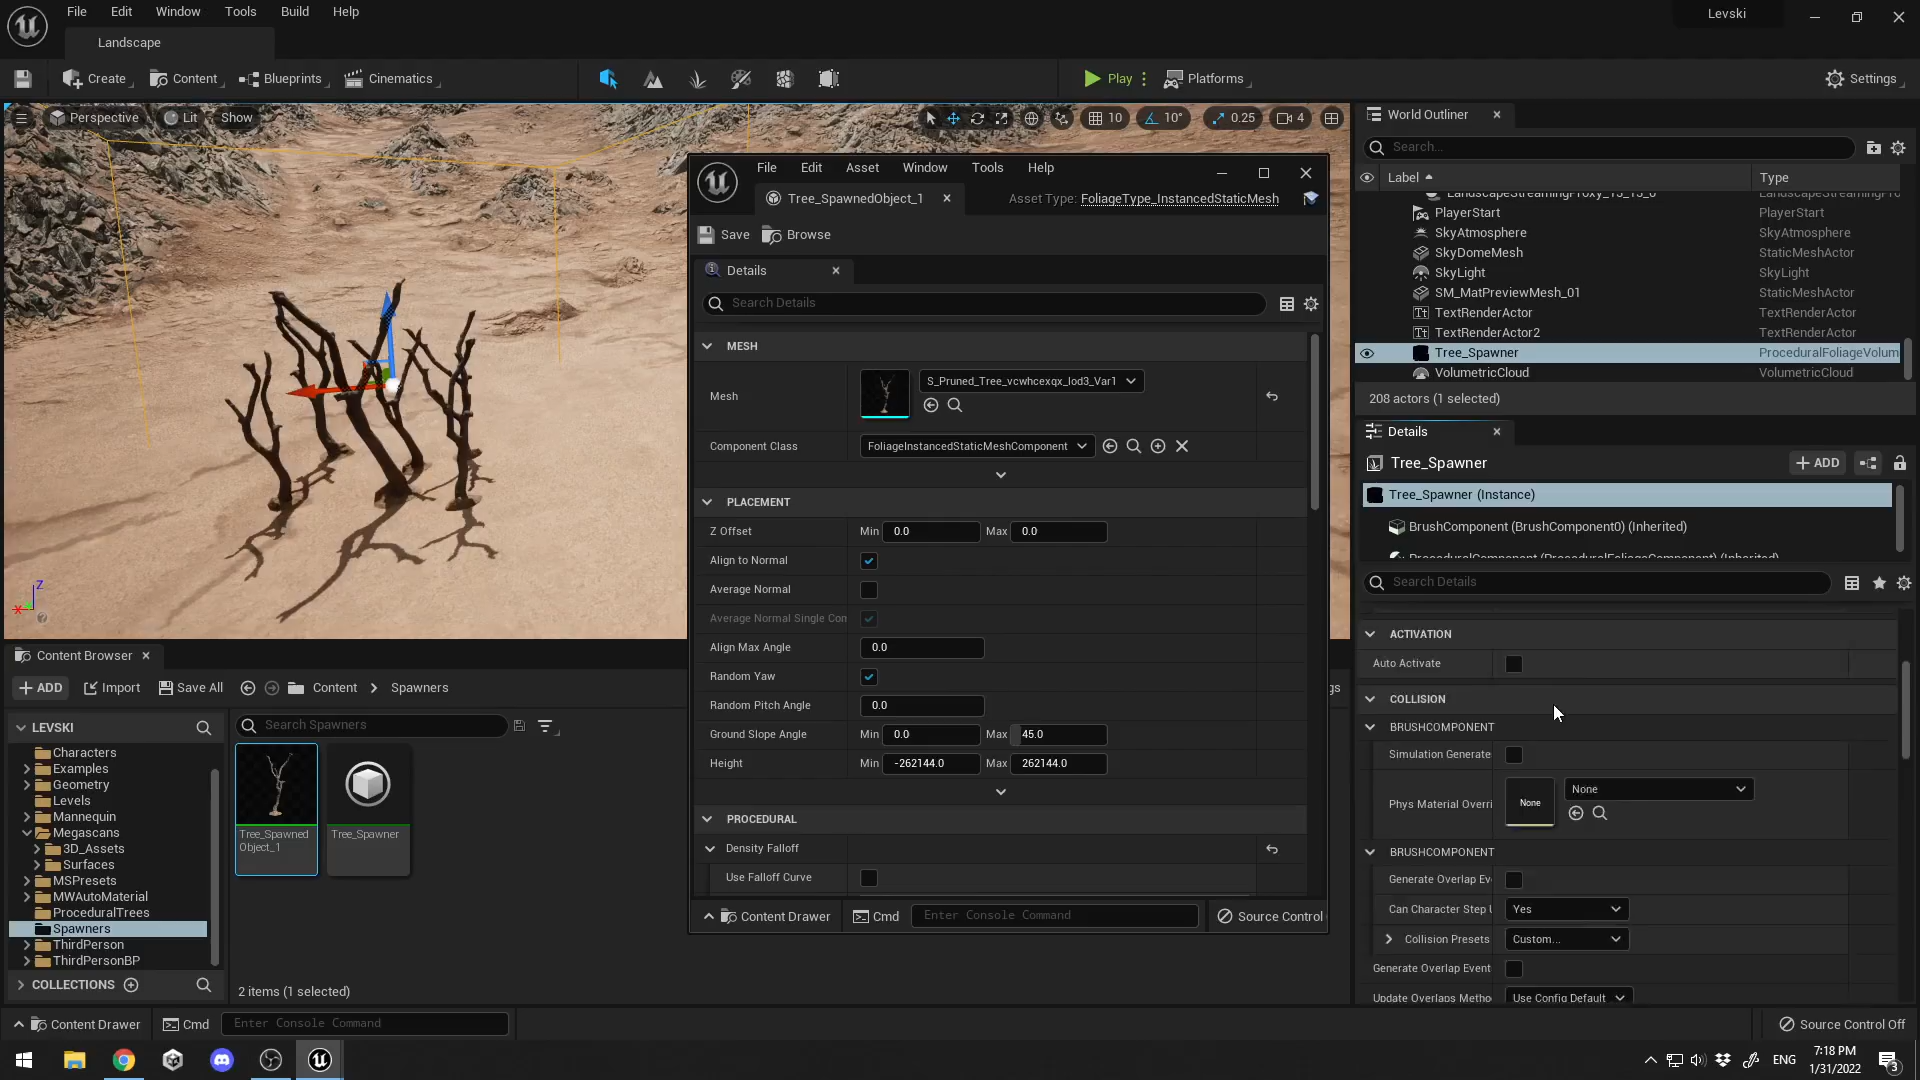 File Edit Window Tools Build Help
Levski
Landscape
Create Content Blueprints Cinematics Play Platforms Settings
Perspective Lit Show
10 10° 0.25 4
World Outliner
Search...
Label Type
PlayerStart PlayerStart
SkyAtmosphere SkyAtmosphere
SkyDomeMesh StaticMeshActor
SkyLight SkyLight
SM_MatPreviewMesh_01 StaticMeshActor
TextRenderActor TextRenderActor
TextRenderActor2 TextRenderActor
Tree_Spawner ProceduralFoliageVolum
VolumetricCloud VolumetricCloud
208 actors (1 selected)
File Edit Asset Window Tools Help
Tree_SpawnedObject_1
Asset Type: FoliageType_InstancedStaticMesh
Save Browse
Details
Search Details
MESH
Mesh S_Pruned_Tree_vcwhcexqx_lod3_Var1
Component Class FoliageInstancedStaticMeshComponent
PLACEMENT
Z Offset Min 0.0 Max 0.0
Align to Normal
Average Normal
Average Normal Single Com
Align Max Angle 0.0
Random Yaw
Random Pitch Angle 0.0
Ground Slope Angle Min 0.0 Max 45.0
Height Min -262144.0 Max 262144.0
PROCEDURAL
Density Falloff
Use Falloff Curve
Content Drawer Cmd Enter Console Command Source Control
Details
Tree_Spawner
ADD
Tree_Spawner (Instance)
BrushComponent (BrushComponent0) (Inherited)
ProceduralComponent (ProceduralFoliageComponent) (Inherited)
Search Details
ACTIVATION
Auto Activate
COLLISION
BRUSHCOMPONENT
Simulation Generate
Phys Material Overri None None
BRUSHCOMPONENT
Generate Overlap Ev
Can Character Step U Yes
Collision Presets Custom...
Generate Overlap Event
Update Overlaps Metho Use Config Default
X Z
Content Browser
ADD Import Save All Content Spawners
gs
LEVSKI
Search Spawners
Characters
Examples
Geometry
Levels
Mannequin
Megascans
3D_Assets
Surfaces
MSPresets
MWAutoMaterial
ProceduralTrees
Spawners
ThirdPerson
ThirdPersonBP
COLLECTIONS
Tree_Spawned
Object_1
Tree_Spawner
2 items (1 selected)
Content Drawer Cmd Enter Console Command
Source Control Off
ENG
7:18 PM
1/31/2022
3